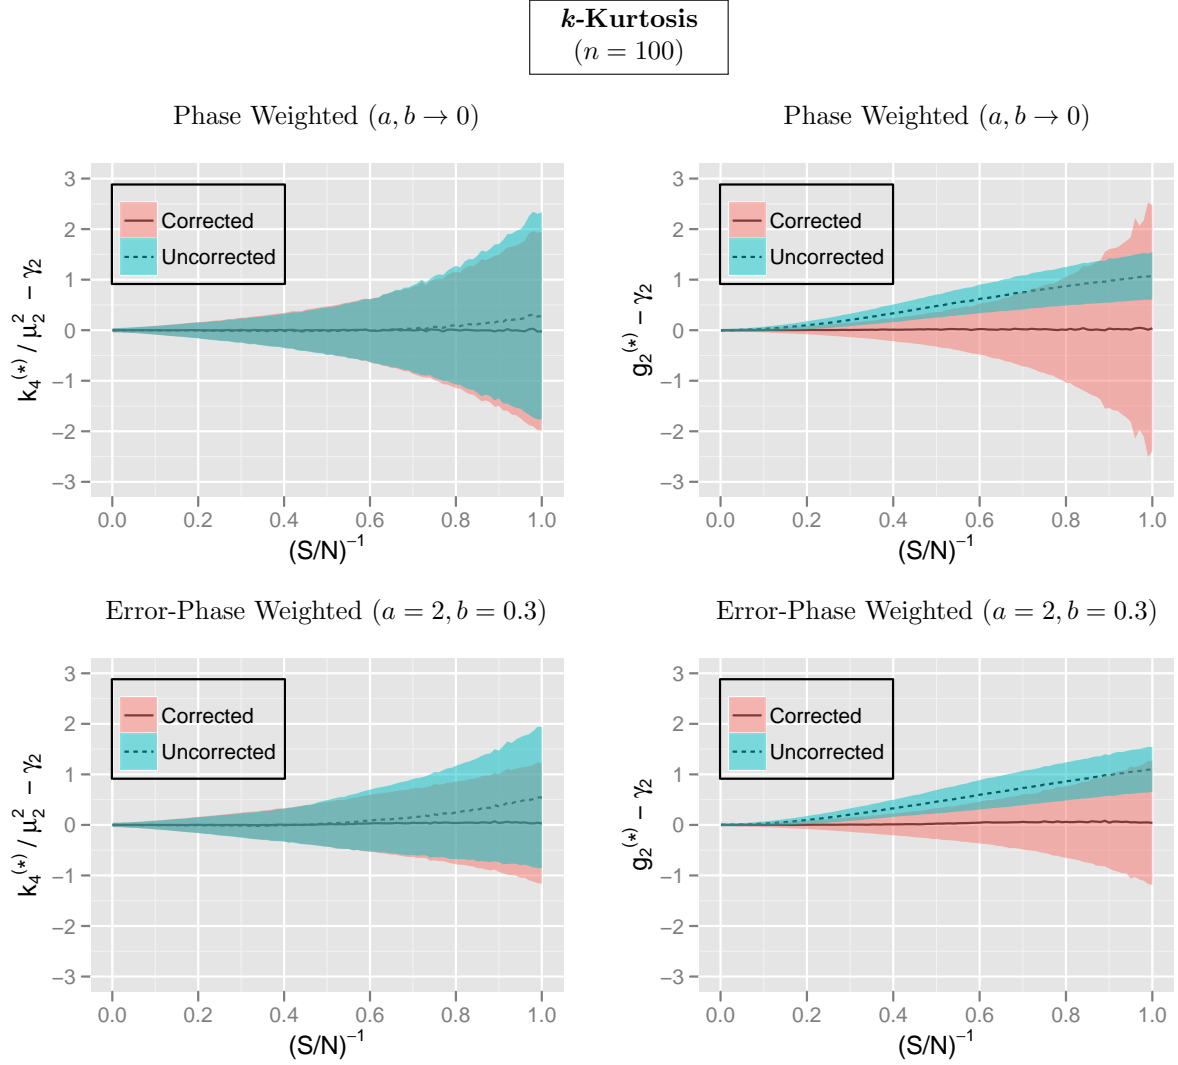 k-Kurtosis
(n = 100)
Phase Weighted (a, b → 0)
Phase Weighted (a, b → 0)
3
2
1
0
−1
−2
−3
Corrected
Uncorrected
k₄⁽*⁾ / μ₂² − γ₂
0.0 0.2 0.4 0.6 0.8 1.0
(S/N)⁻¹
3
2
1
0
−1
−2
−3
Corrected
Uncorrected
g₂⁽*⁾ − γ₂
0.0 0.2 0.4 0.6 0.8 1.0
(S/N)⁻¹
Error-Phase Weighted (a = 2, b = 0.3)
Error-Phase Weighted (a = 2, b = 0.3)
3
2
1
0
−1
−2
−3
Corrected
Uncorrected
k₄⁽*⁾ / μ₂² − γ₂
0.0 0.2 0.4 0.6 0.8 1.0
(S/N)⁻¹
3
2
1
0
−1
−2
−3
Corrected
Uncorrected
g₂⁽*⁾ − γ₂
0.0 0.2 0.4 0.6 0.8 1.0
(S/N)⁻¹